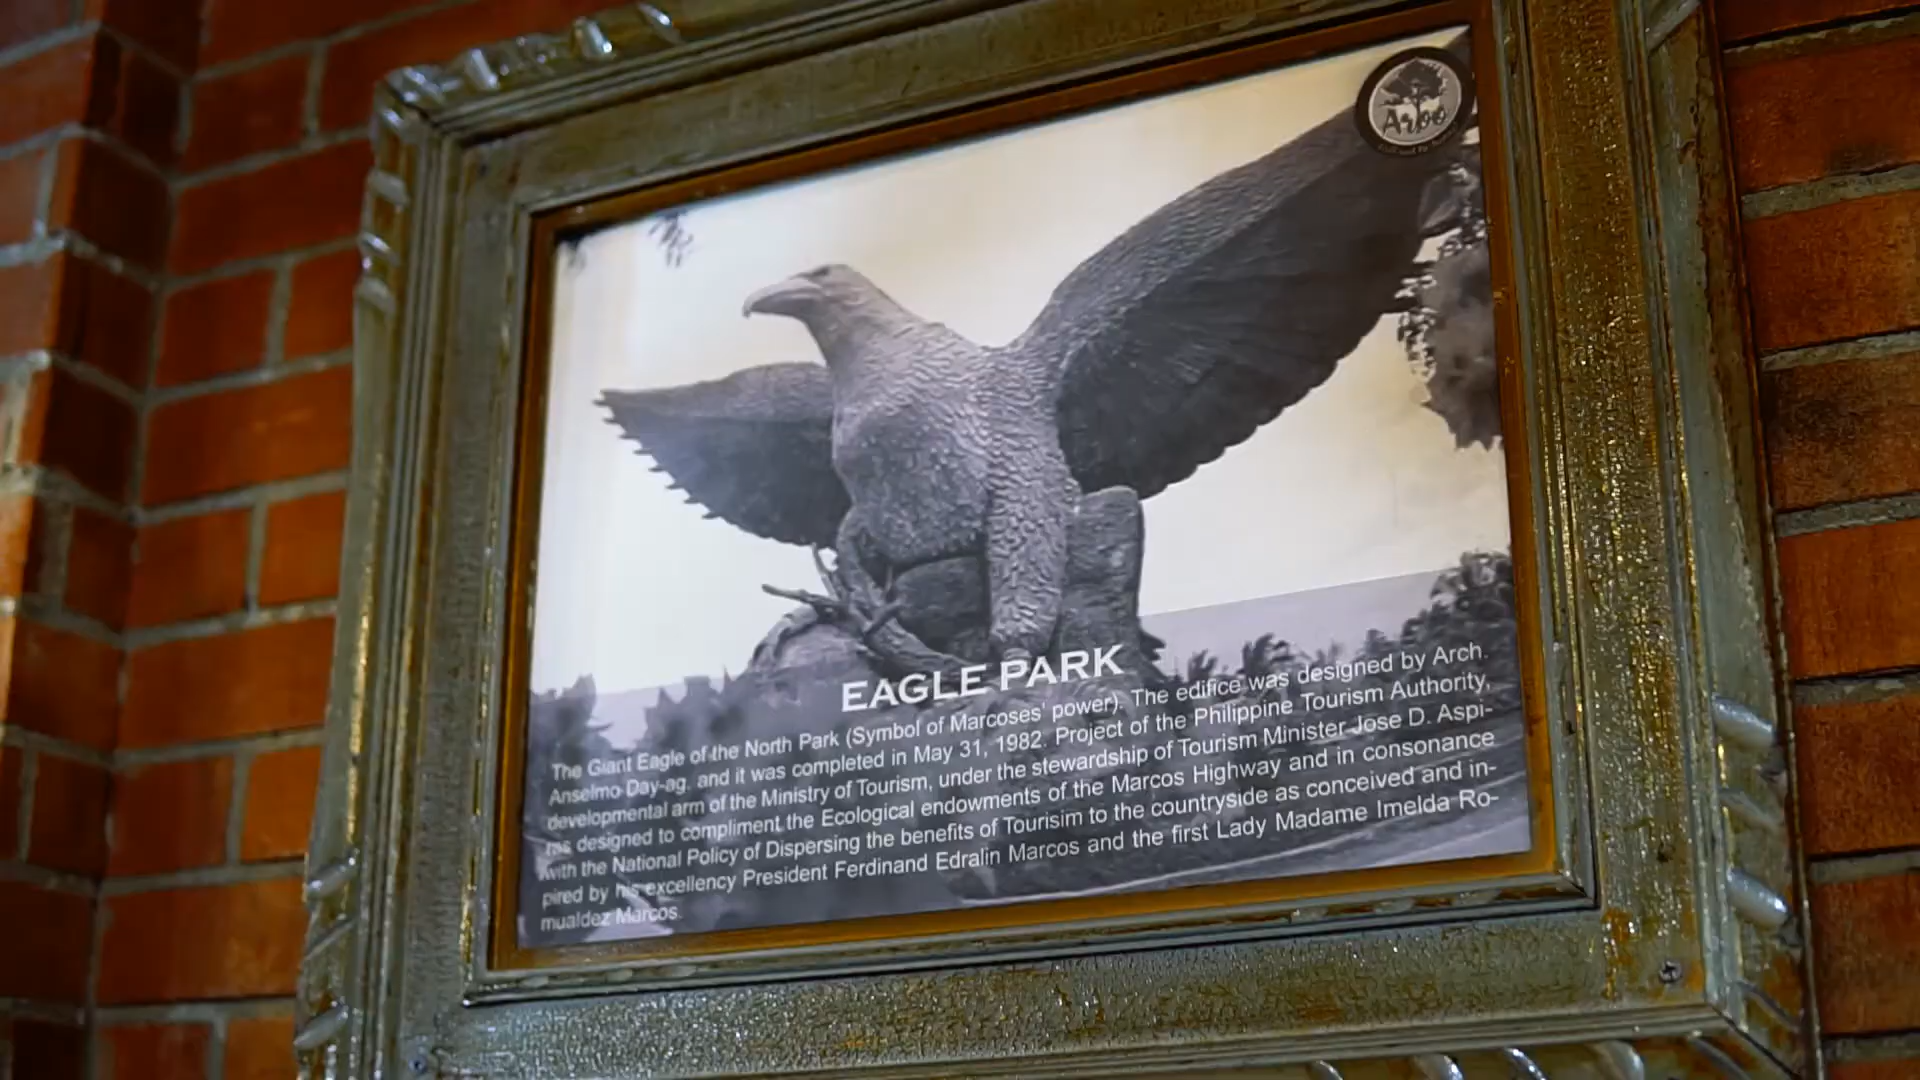 Arbo
EAGLE PARK
The Giant Eagle of the North Park (Symbol of Marcoses' power). The edifice was designed by Arch.
Anselmo Day-ag, and it was completed in May 31, 1982. Project of the Philippine Tourism Authority,
developmental arm of the Ministry of Tourism, under the stewardship of Tourism Minister Jose D. Aspi-
ras designed to compliment the Ecological endowments of the Marcos Highway and in consonance
with the National Policy of Dispersing the benefits of Tourisim to the countryside as conceived and in-
pired by his excellency President Ferdinand Edralin Marcos and the first Lady Madame Imelda Ro-
mualdez Marcos.